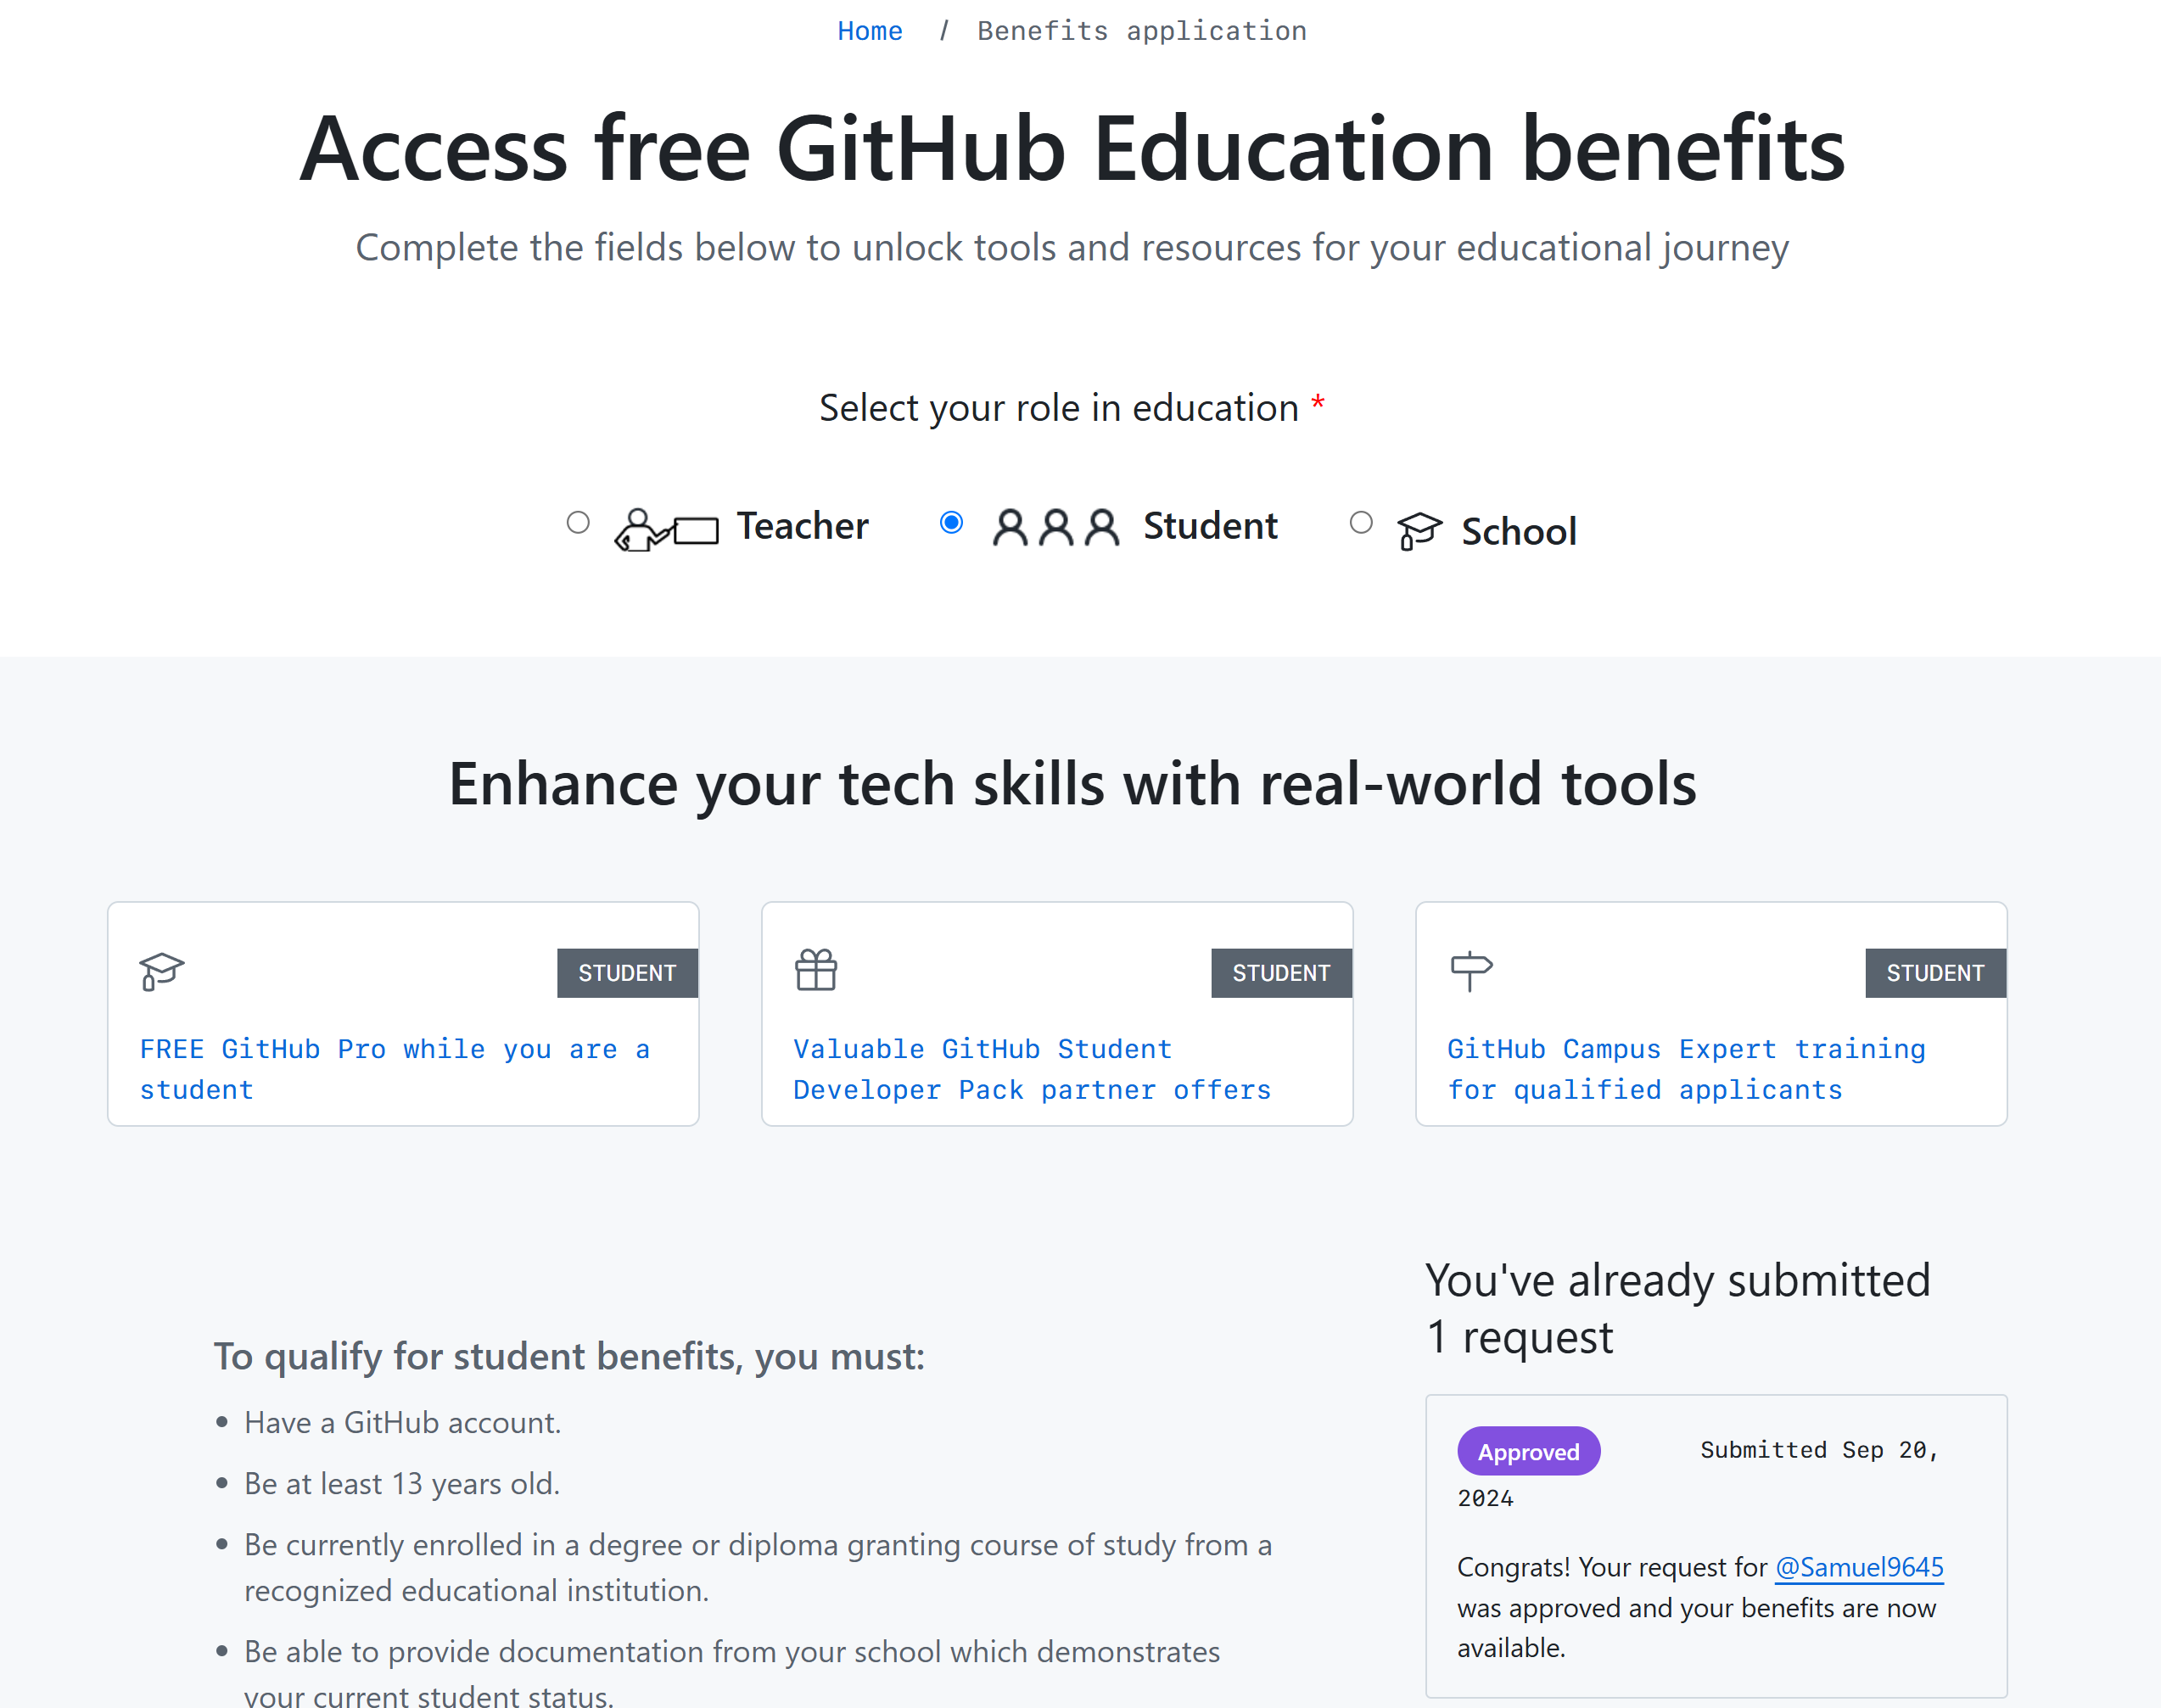 Home / Benefits application
Access free GitHub Education benefits
Complete the fields below to unlock tools and resources for your educational journey
Select your role in education *
Teacher Student School
Enhance your tech skills with real-world tools
STUDENT
FREE GitHub Pro while you are a
student
STUDENT
Valuable GitHub Student
Developer Pack partner offers
STUDENT
GitHub Campus Expert training
for qualified applicants
To qualify for student benefits, you must:
Have a GitHub account.
Be at least 13 years old.
Be currently enrolled in a degree or diploma granting course of study from a
recognized educational institution.
Be able to provide documentation from your school which demonstrates
your current student status.
You've already submitted
1 request
Approved Submitted Sep 20,
2024
Congrats! Your request for @Samuel9645
was approved and your benefits are now
available.